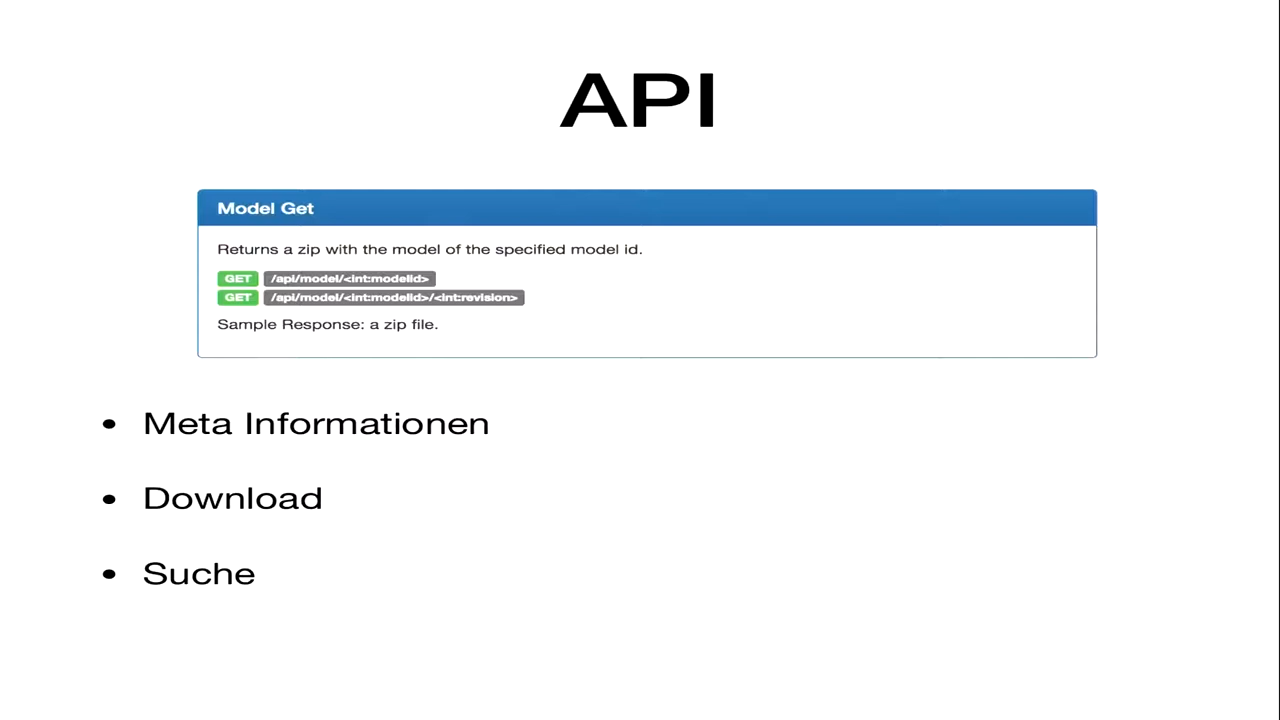 API
Model Get
Returns a zip with the model of the specified model id.
GET /api/model/<int:modelid>
GET /api/model/<int:modelid>/<int:revision>
Sample Response: a zip file.
• Meta Informationen
• Download
• Suche